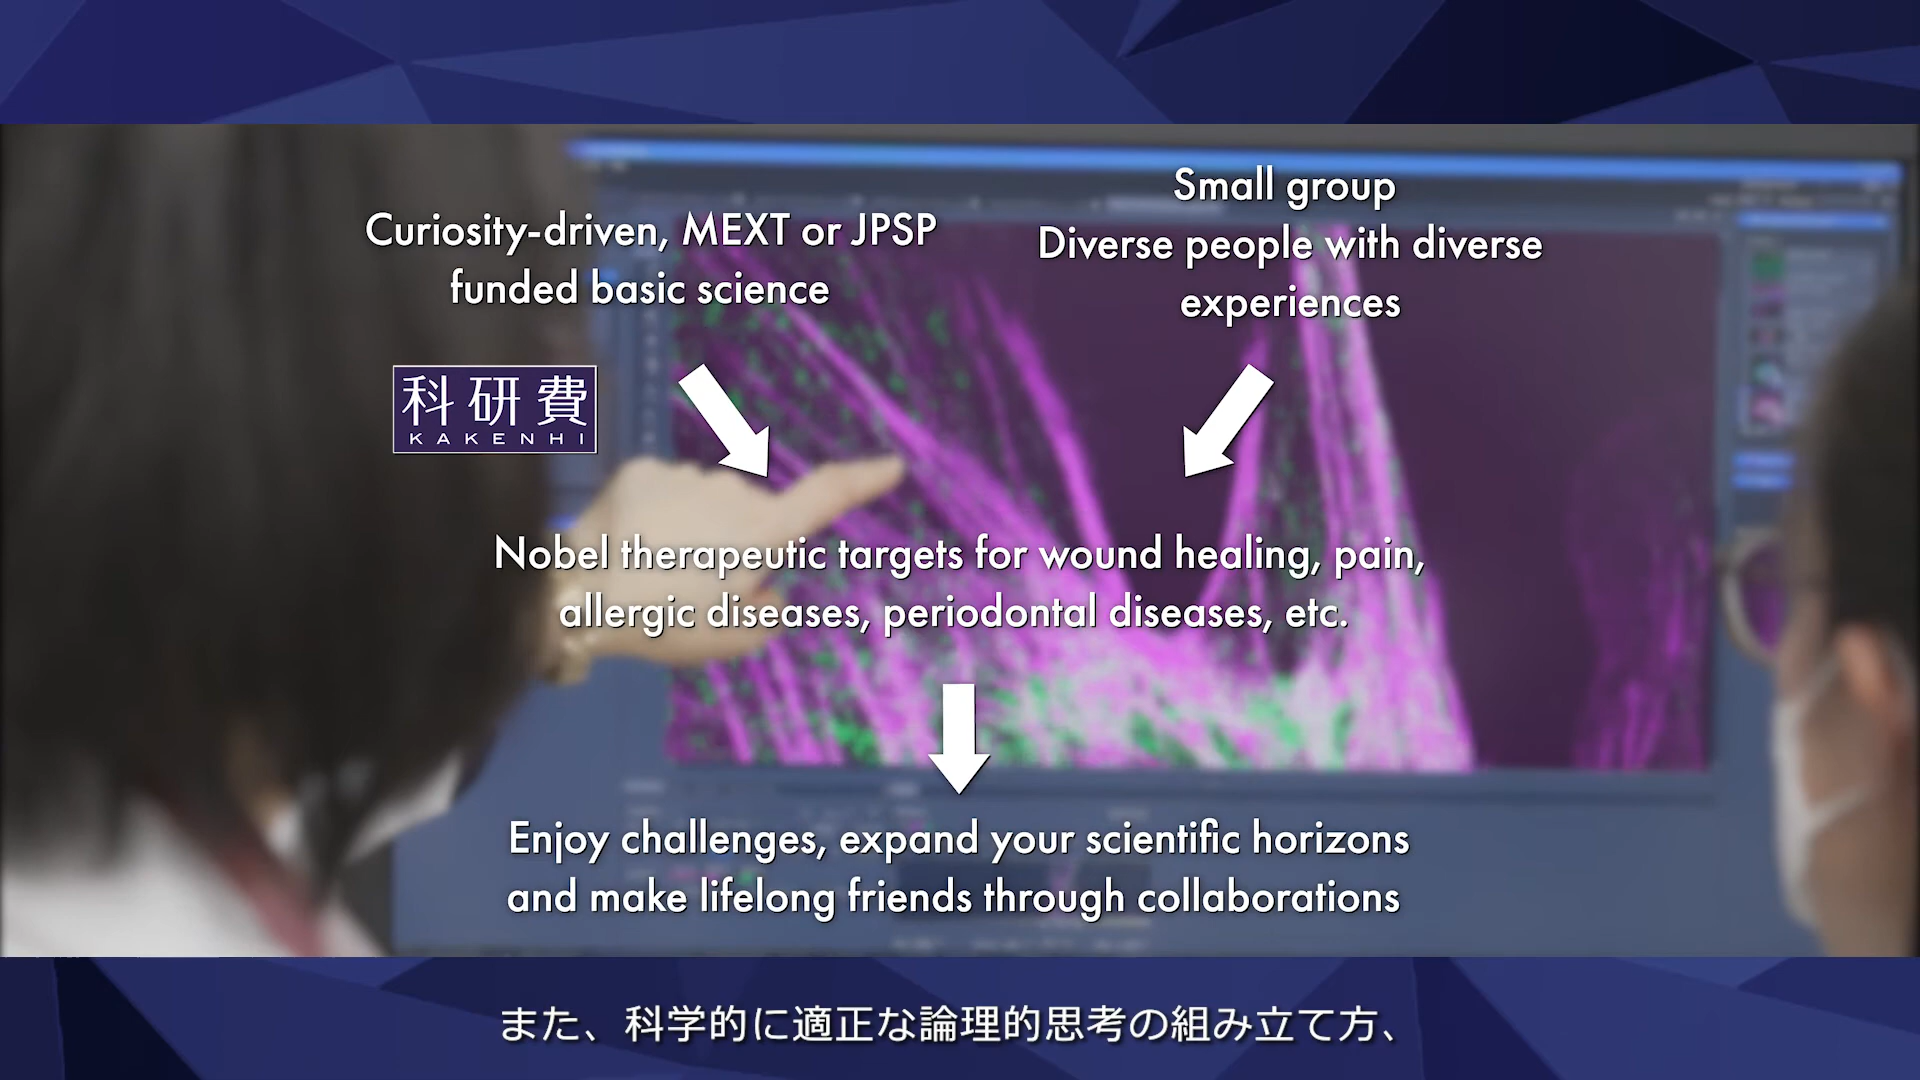 Curiosity-driven, MEXT or JPSP
funded basic science
Small group
Diverse people with diverse
experiences
科研費
KAKENHI
Nobel therapeutic targets for wound healing, pain,
allergic diseases, periodontal diseases, etc.
Enjoy challenges, expand your scientific horizons
and make lifelong friends through collaborations
また、科学的に適正な論理的思考の組み立て方、